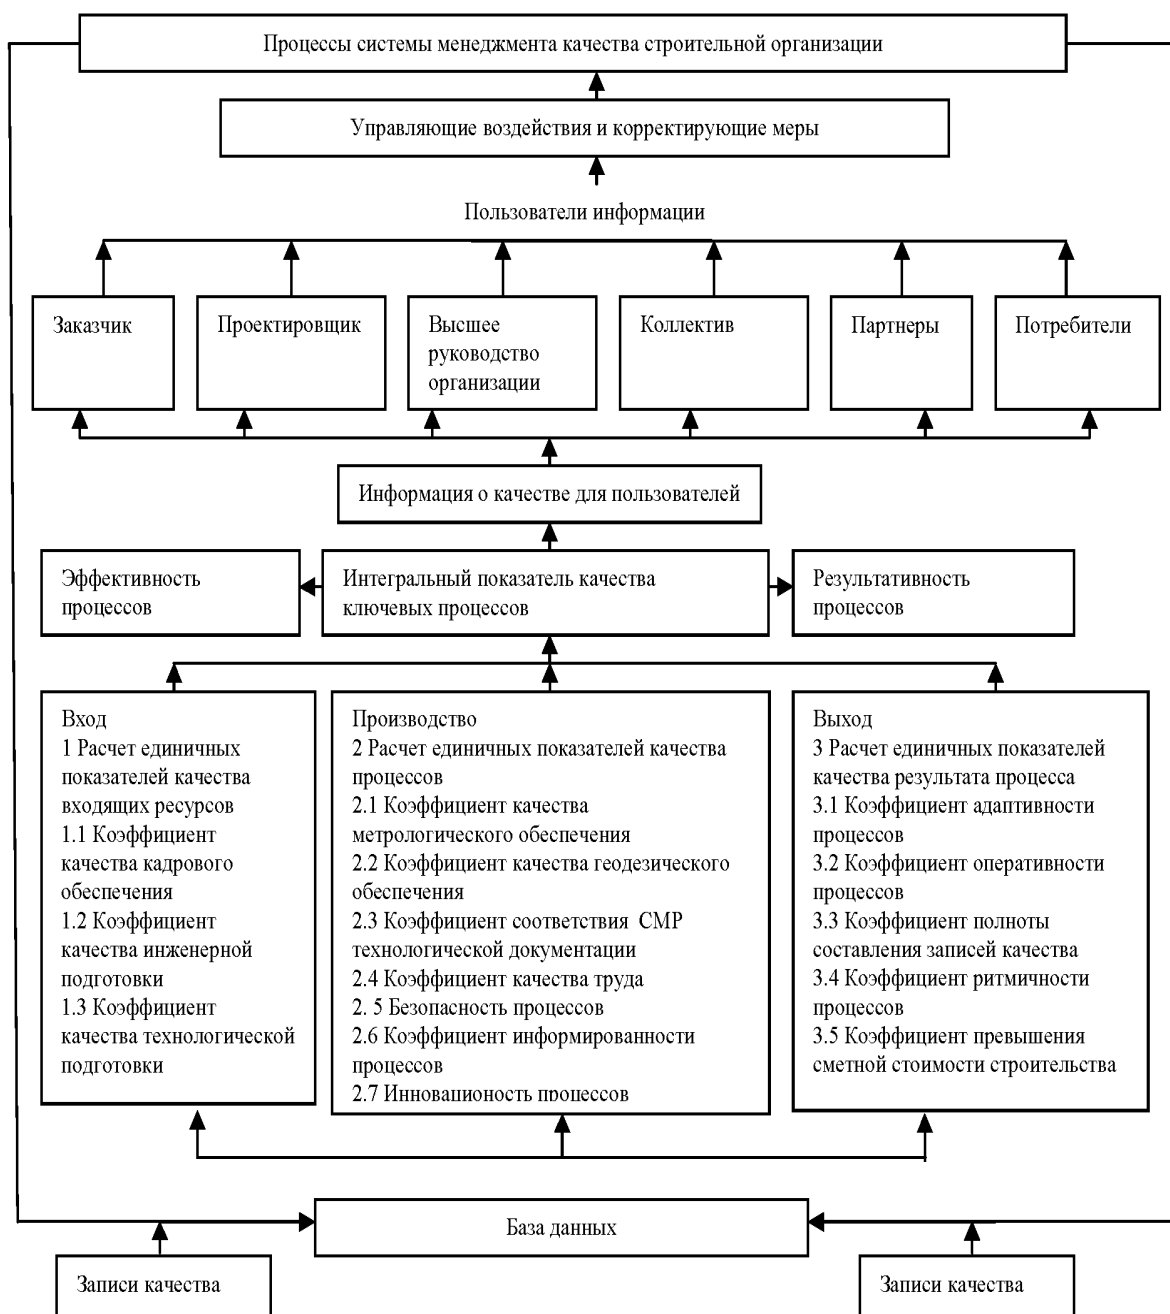 Процессы системы менеджмента качества строительной организации
Управляющие воздействия и корректирующие меры
Пользователи информации
Заказчик
Проектировщик
Высшее
руководство
организации
Коллектив
Партнеры
Потребители
Информация о качестве для пользователей
Эффективность
процессов
Интегральный показатель качества
ключевых процессов
Результативность
процессов
Вход
1 Расчет единичных
показателей качества
входящих ресурсов
1.1 Коэффициент
качества кадрового
обеспечения
1.2 Коэффициент
качества инженерной
подготовки
1.3 Коэффициент
качества технологической
подготовки
Производство
2 Расчет единичных показателей качества
процессов
2.1 Коэффициент качества
метрологического обеспечения
2.2 Коэффициент качества геодезического
обеспечения
2.3 Коэффициент соответствия СМР
технологической документации
2.4 Коэффициент качества труда
2. 5 Безопасность процессов
2.6 Коэффициент информированности
процессов
2.7 Инновационость процессов
Выход
3 Расчет единичных показателей
качества результата процесса
3.1 Коэффициент адаптивности
процессов
3.2 Коэффициент оперативности
процессов
3.3 Коэффициент полноты
составления записей качества
3.4 Коэффициент ритмичности
процессов
3.5 Коэффициент превышения
сметной стоимости строительства
База данных
Записи качества
Записи качества